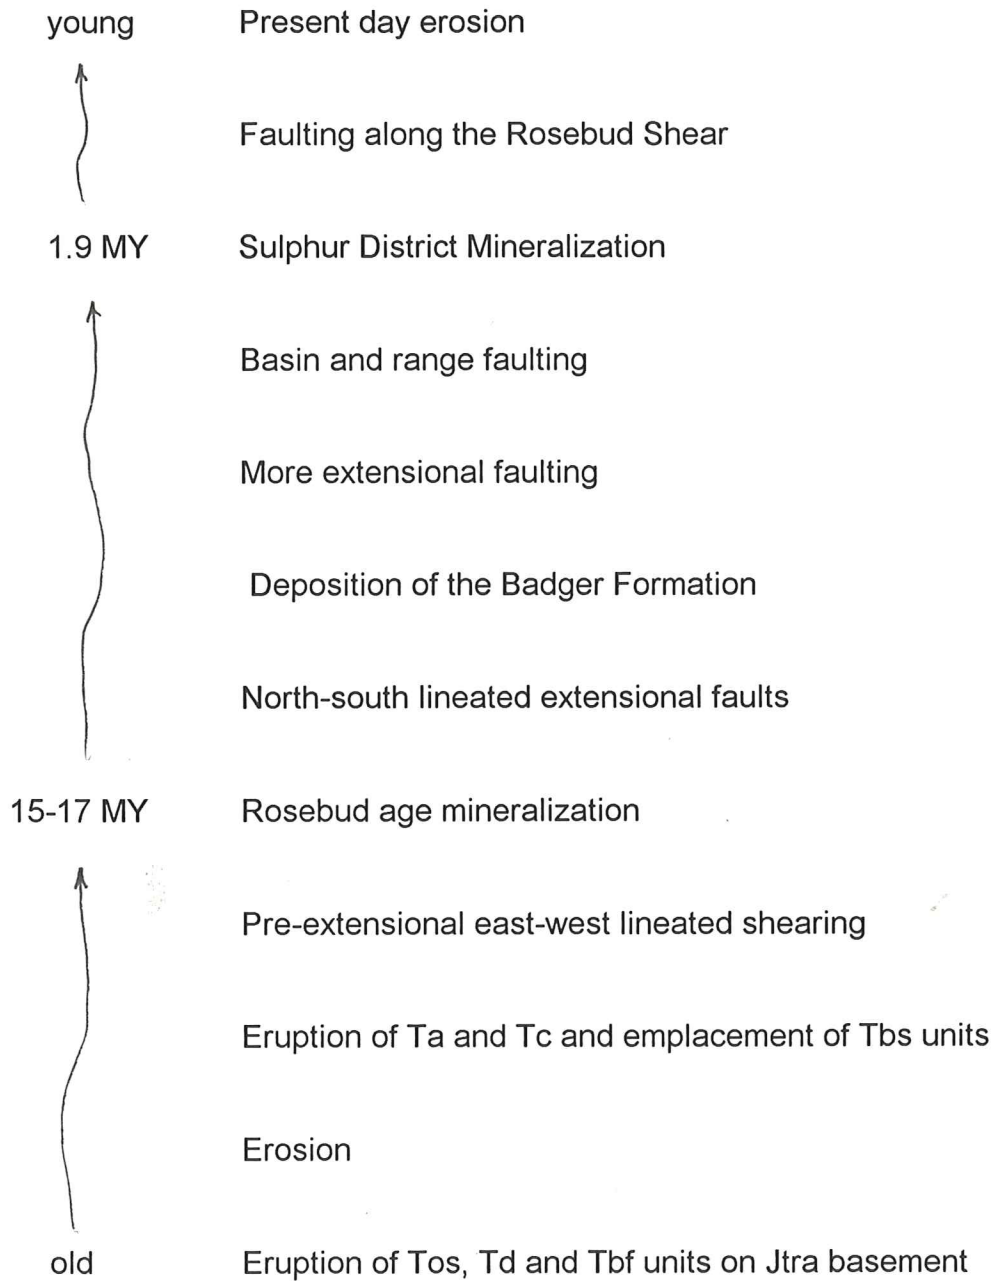 young Present day erosion
Faulting along the Rosebud Shear
1.9 MY Sulphur District Mineralization
Basin and range faulting
More extensional faulting
Deposition of the Badger Formation
North-south lineated extensional faults
15-17 MY Rosebud age mineralization
Pre-extensional east-west lineated shearing
Eruption of Ta and Tc and emplacement of Tbs units
Erosion
old Eruption of Tos, Td and Tbf units on Jtra basement